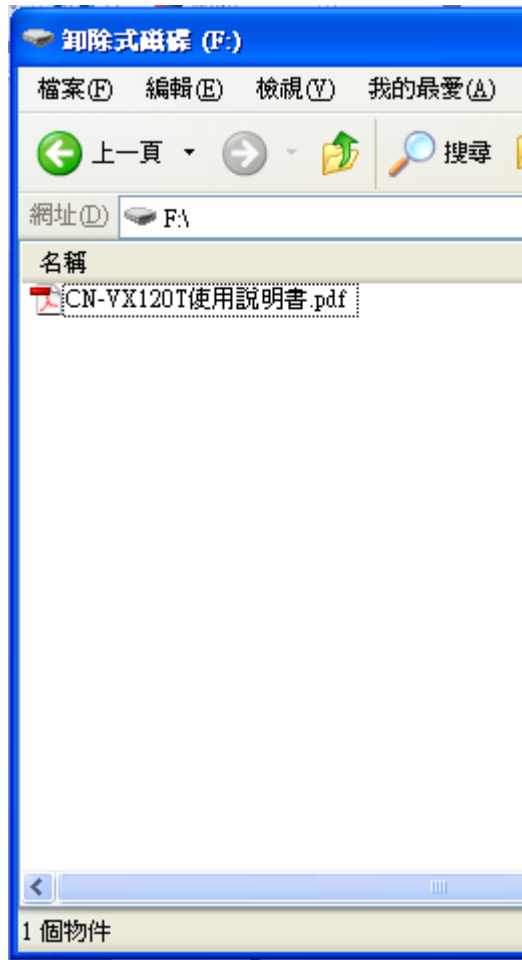 卸除式磁碟 (F:)
檔案(F) 編輯(E) 檢視(V) 我的最愛(A)
上一頁 搜尋
網址(D) F:\
名稱
CN-VX120T使用說明書.pdf
1 個物件